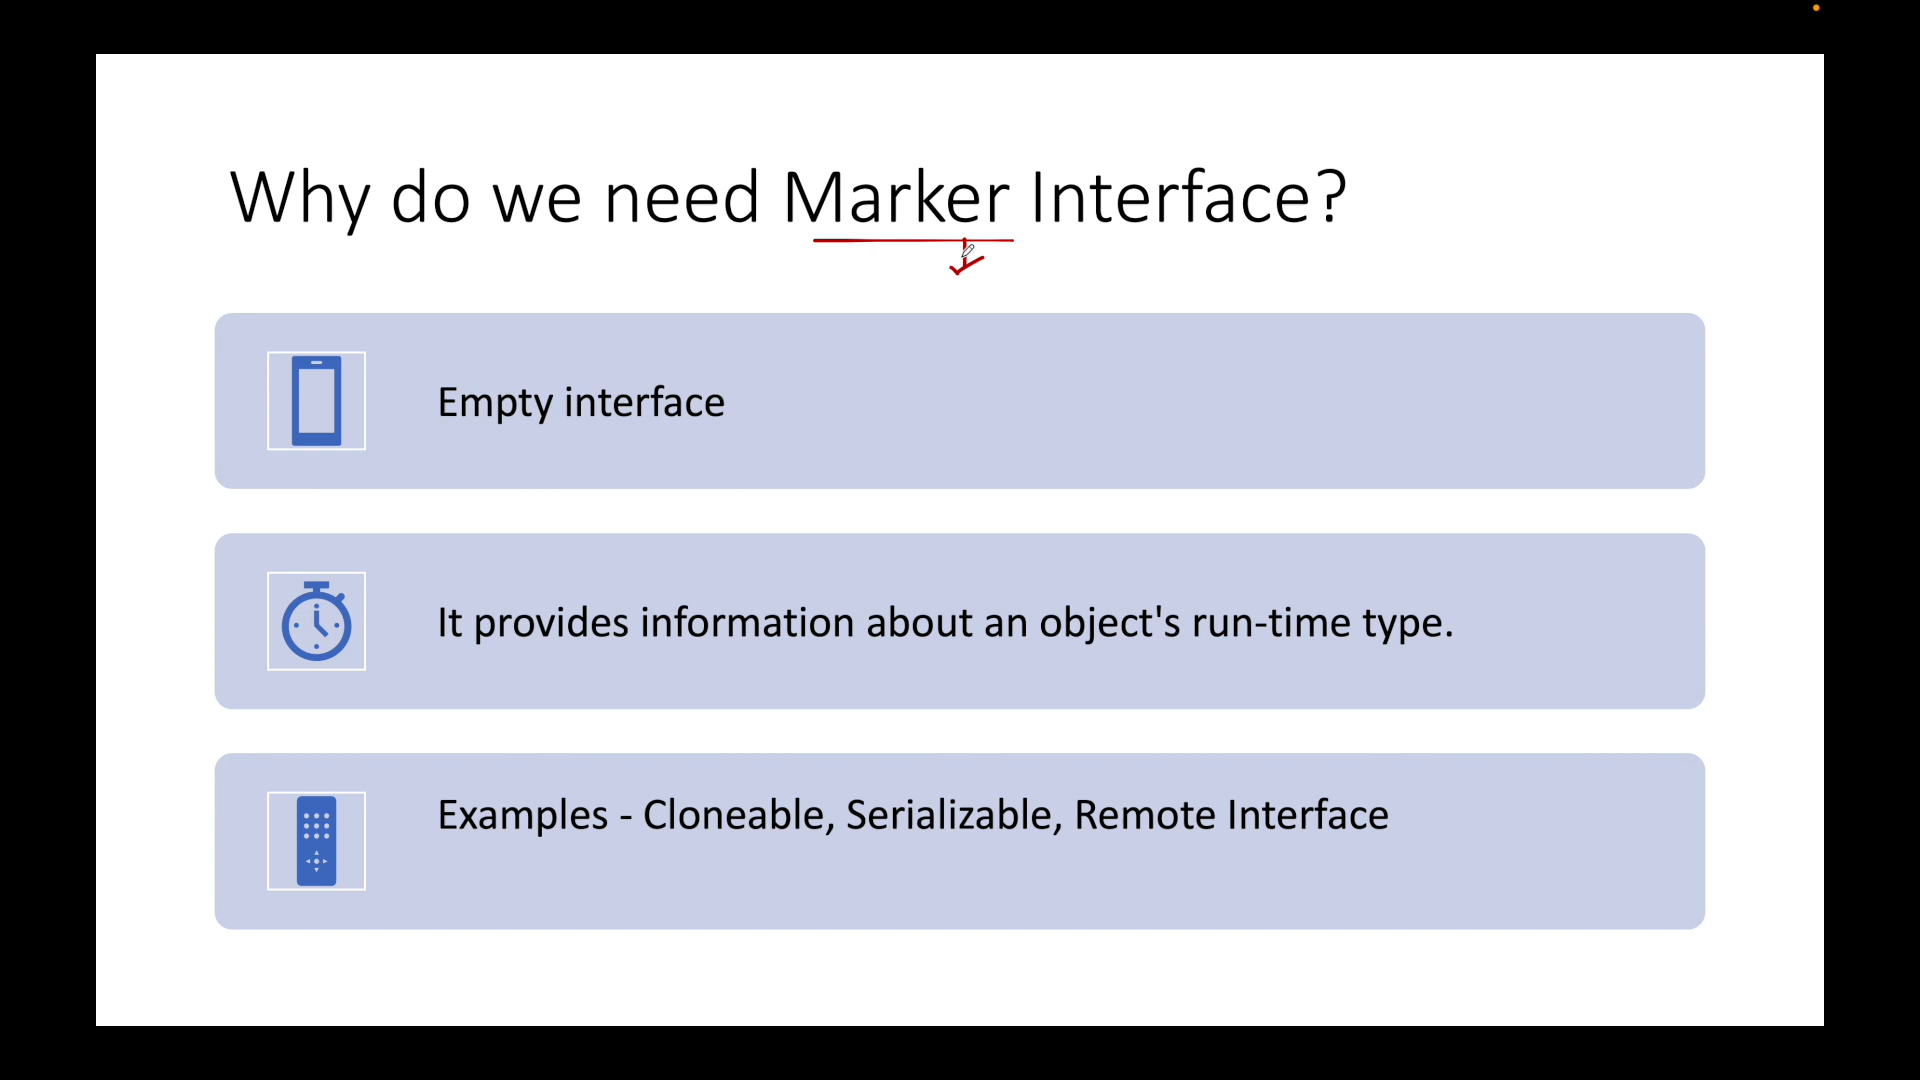 Why do we need Marker Interface?
Empty interface
It provides information about an object's run-time type.
Examples - Cloneable, Serializable, Remote Interface